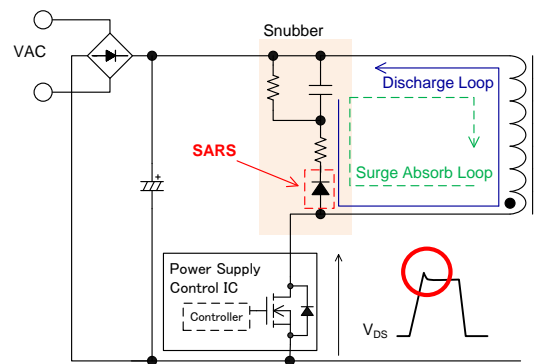 Snubber
VAC
Discharge Loop
SARS
Surge Absorb Loop
+
Power Supply
Control IC
Controller
VDS